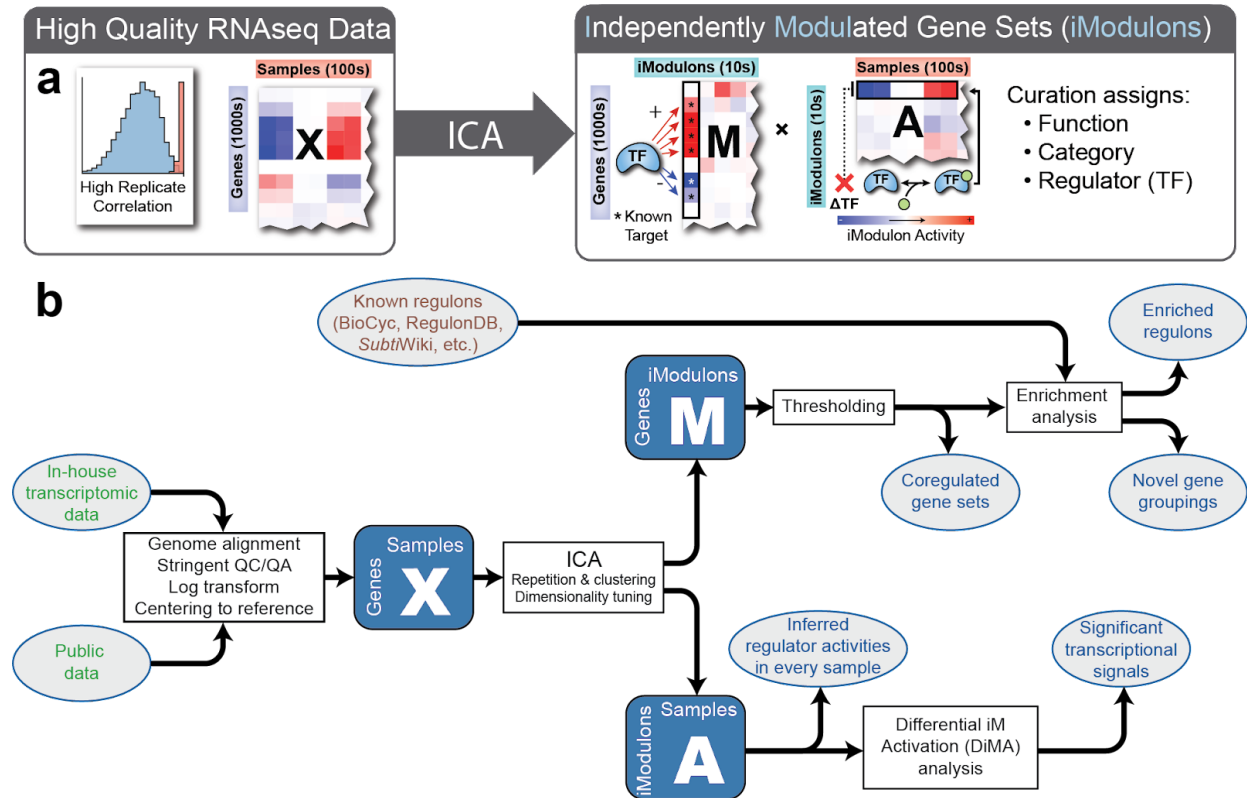 High Quality RNAseq Data
Independently Modulated Gene Sets (iModulons)
a
High Replicate
Correlation
Samples (100s)
Genes (1000s)
X
ICA
iModulons (10s)
Genes (1000s)
+
TF
-
*
*
*
*
*
*
M
* Known
Target
×
Samples (100s)
iModulons (10s)
A
ΔTF
TF
TF
-
+
iModulon Activity
Curation assigns:
• Function
• Category
• Regulator (TF)
b
Known regulons
(BioCyc, RegulonDB,
SubtiWiki, etc.)
Enriched
regulons
iModulons
Genes
M
Thresholding
Enrichment
analysis
Coregulated
gene sets
Novel gene
groupings
In-house
transcriptomic
data
Genome alignment
Stringent QC/QA
Log transform
Centering to reference
Samples
Genes
X
ICA
Repetition & clustering
Dimensionality tuning
Public
data
Inferred
regulator activities
in every sample
Significant
transcriptional
signals
Samples
iModulons
A
Differential iM
Activation (DiMA)
analysis